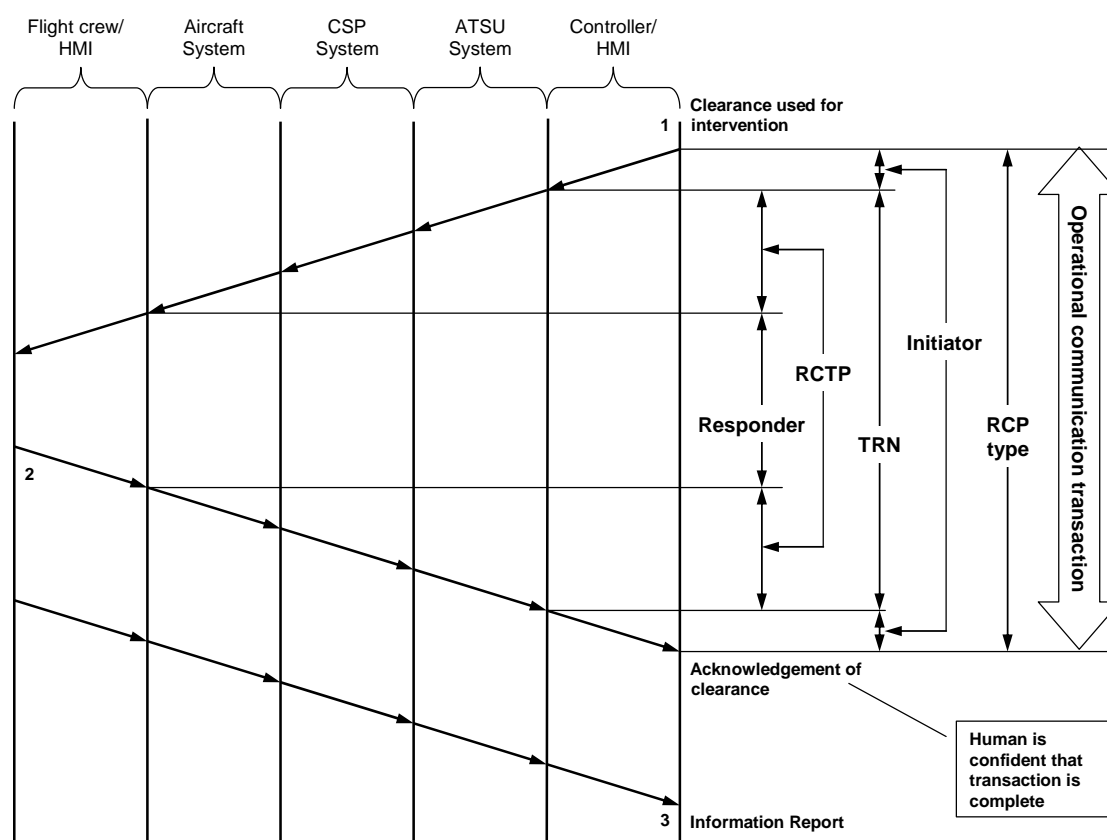 Flight crew/
HMI
Aircraft
System
CSP
System
ATSU
System
Controller/
HMI
1
Clearance used for
intervention
Operational communication transaction
Initiator
RCTP
Responder
TRN
RCP
type
2
Acknowledgement of
clearance
Human is
confident that
transaction is
complete
3
Information Report